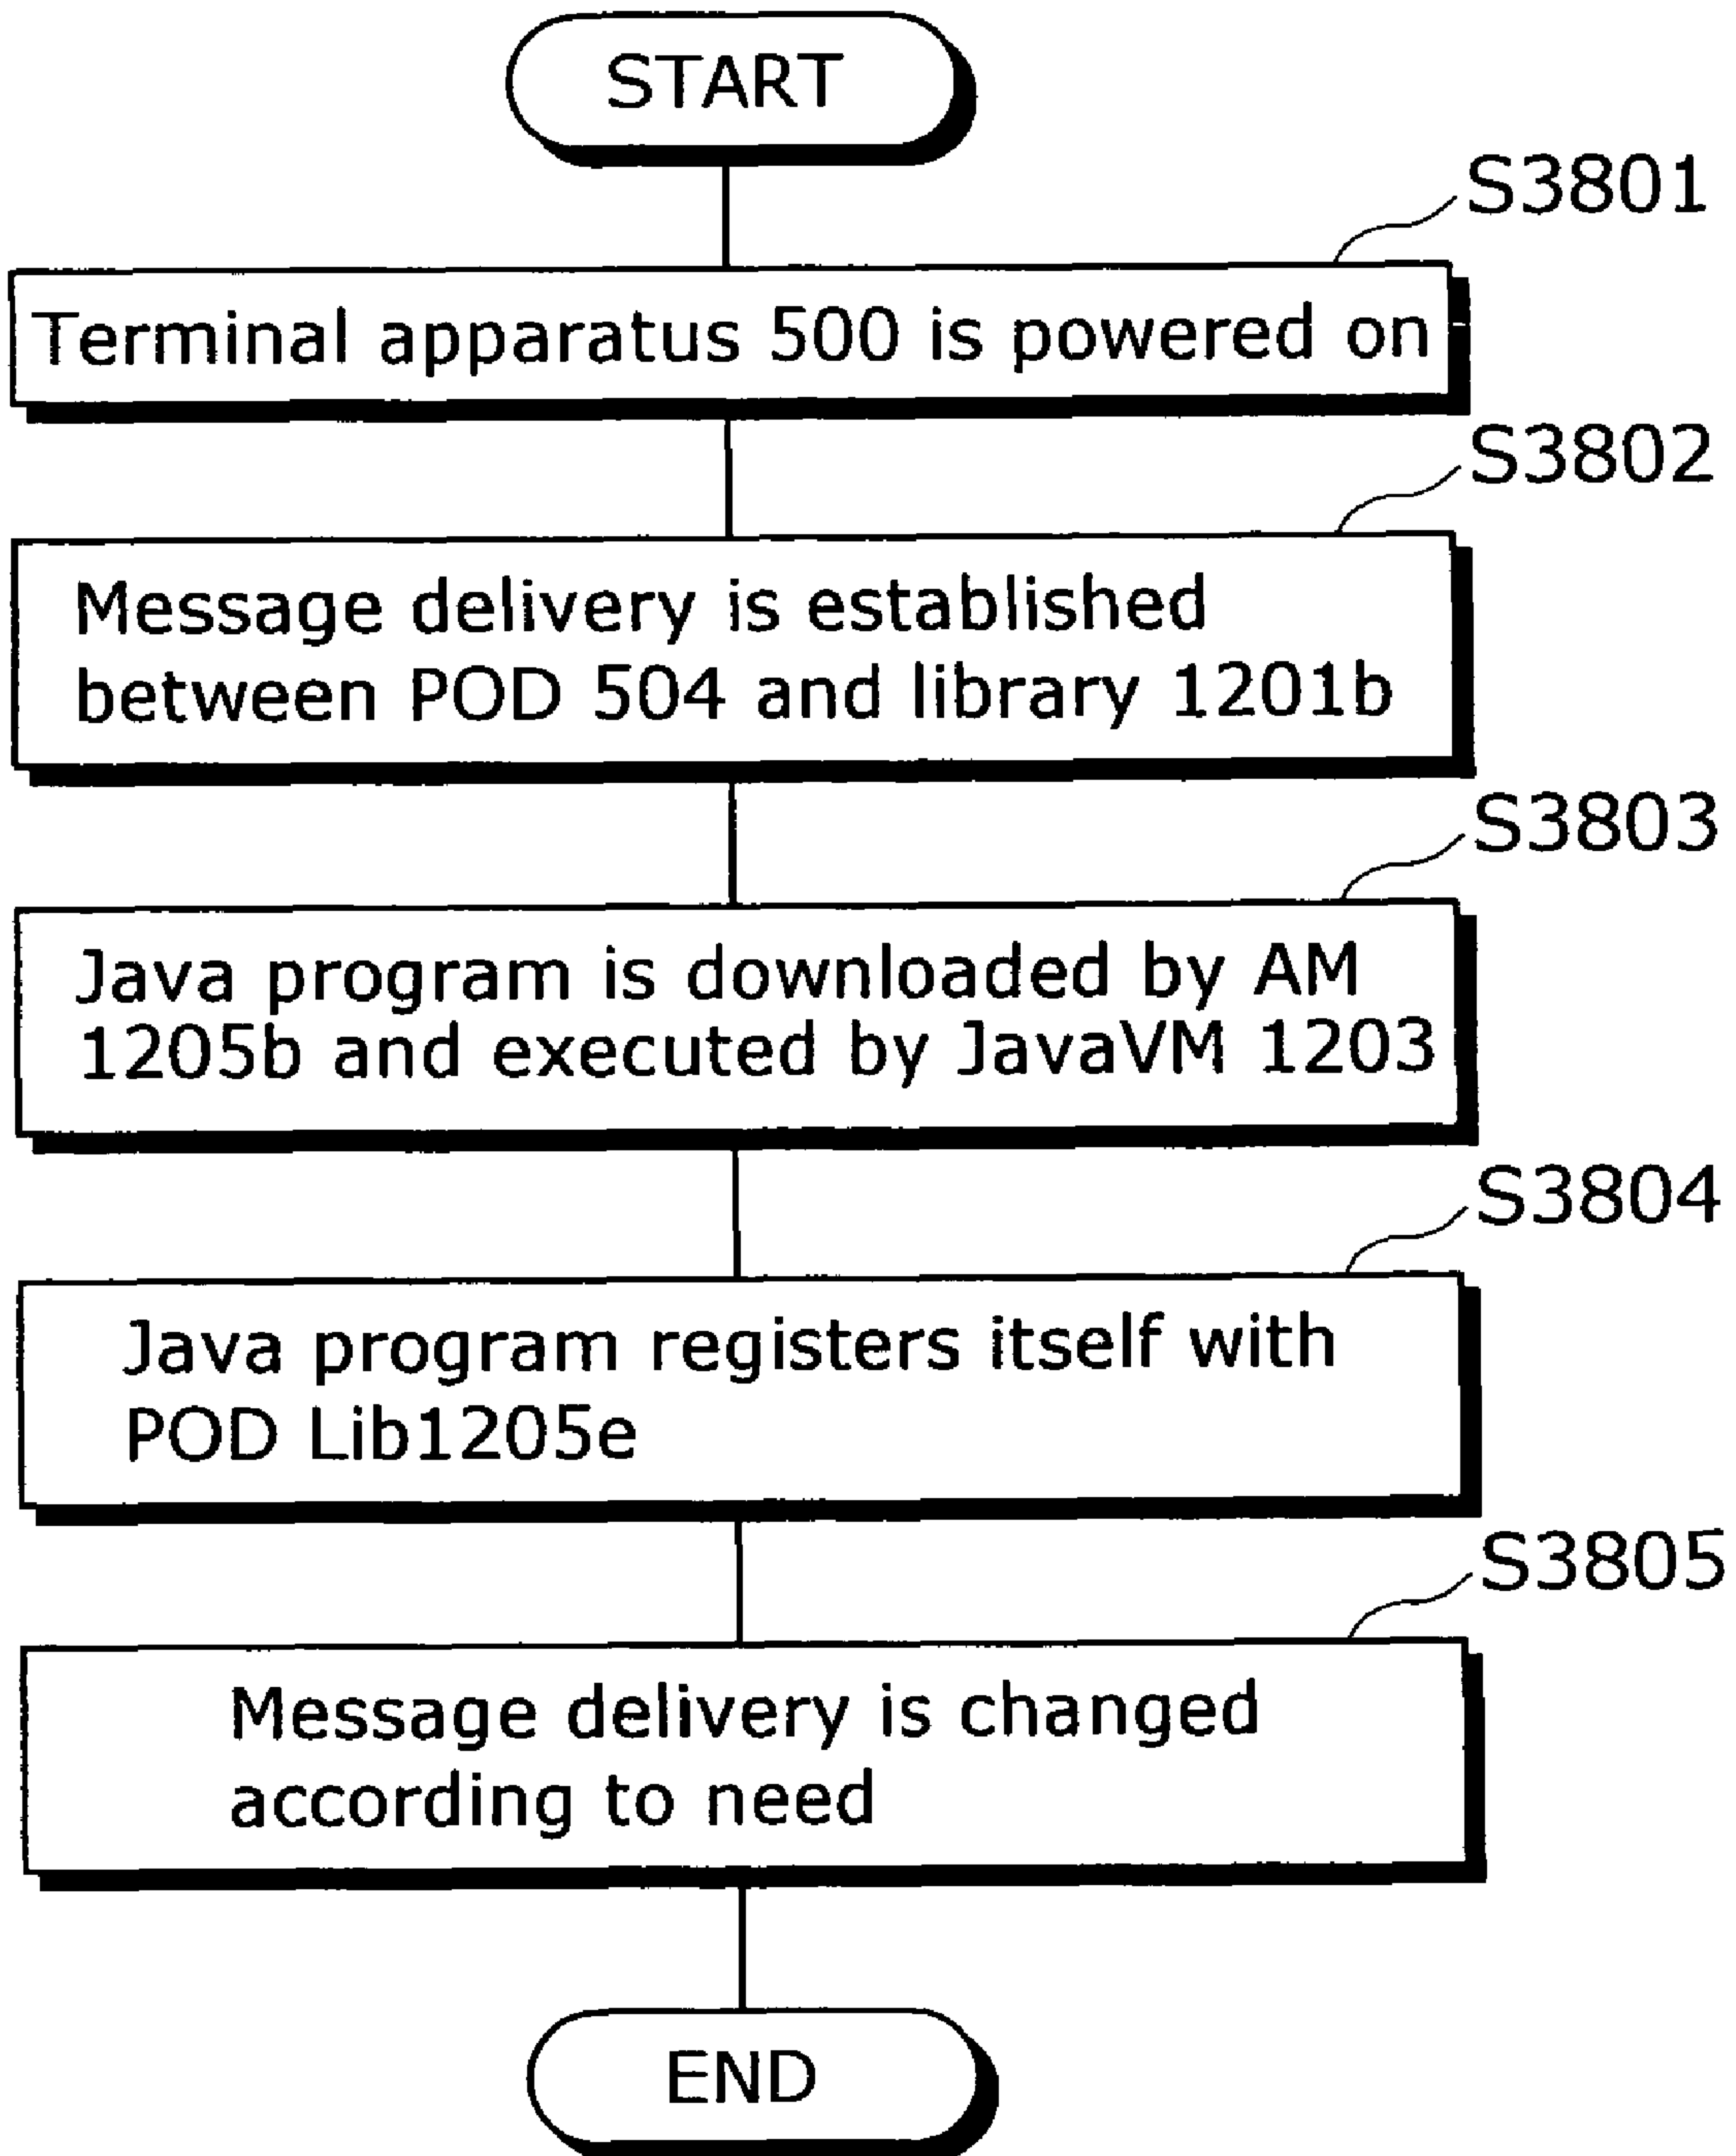 START
S3801
Terminal apparatus 500 is powered on
S3802
Message delivery is established
between POD 504 and library 1201b
S3803
Java program is downloaded by AM
1205b and executed by JavaVM 1203
S3804
Java program registers itself with
POD Lib1205e
S3805
Message delivery is changed
according to need
END